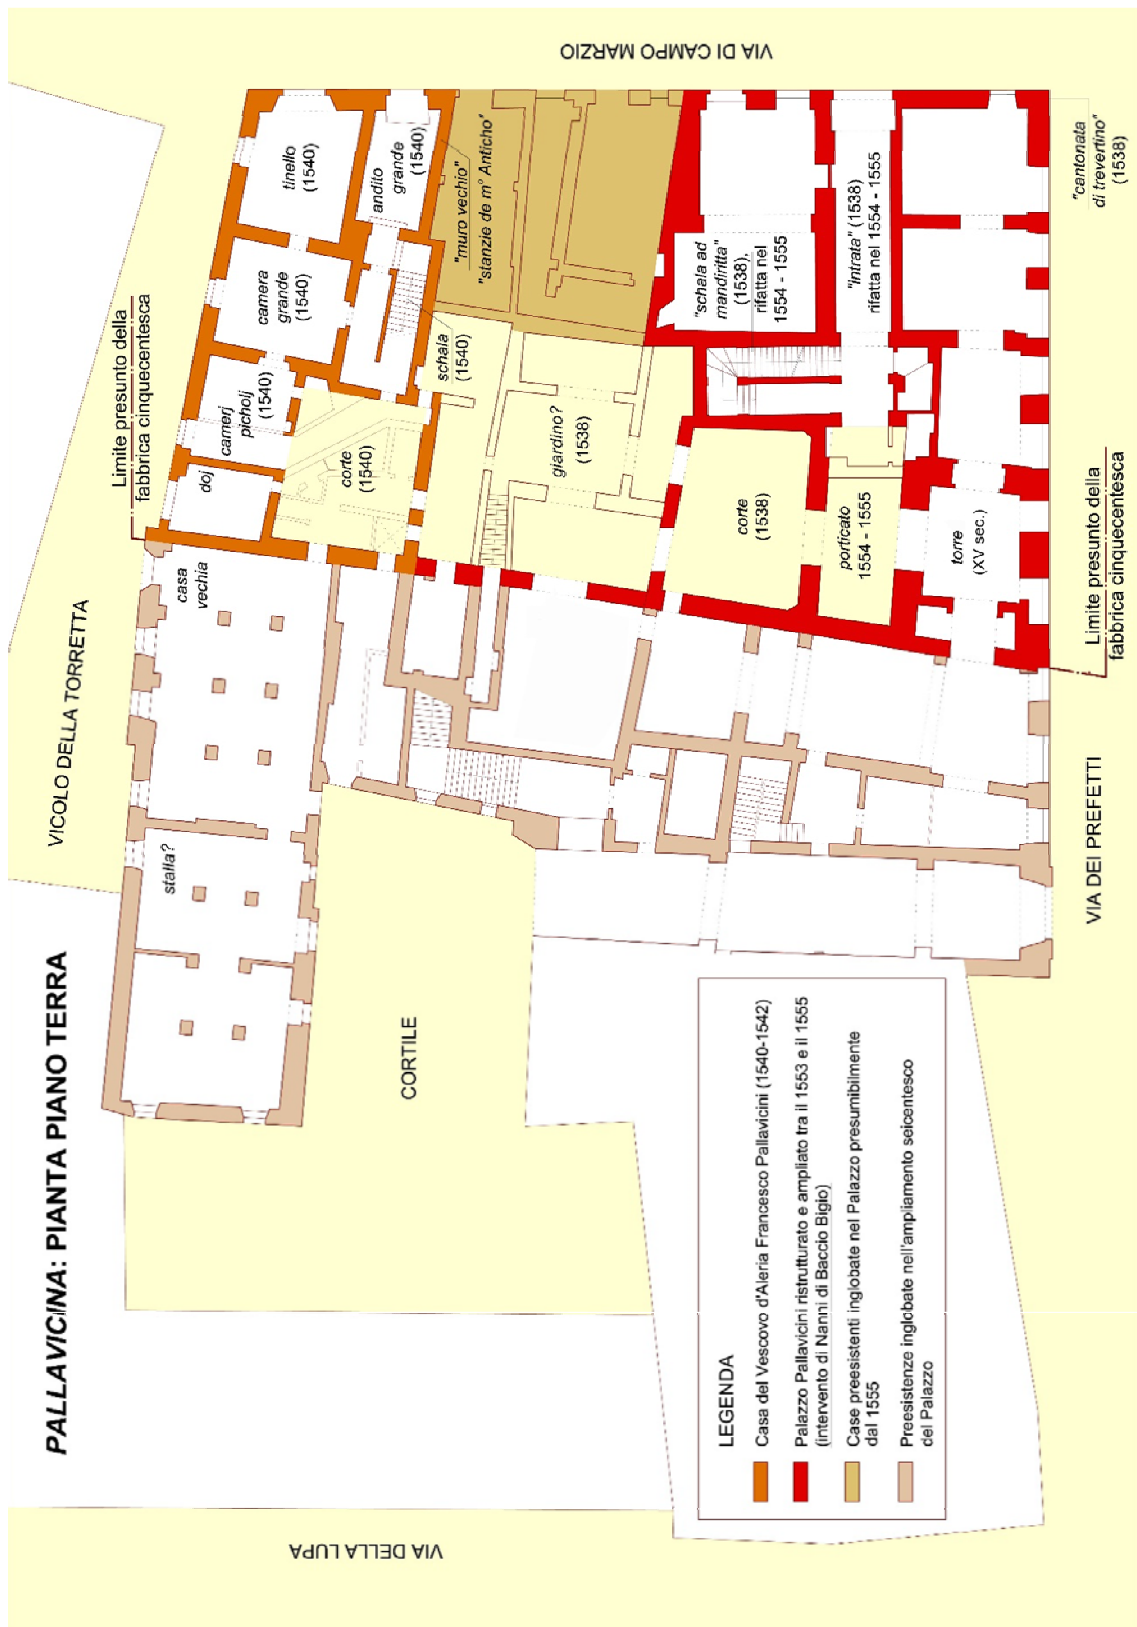 PALLAVICINA: PIANTA PIANO TERRA
VIA DI CAMPO MARZIO
VICOLO DELLA TORRETTA
VIA DEI PREFETTI
VIA DELLA LUPA
CORTILE
Limite presunto della
fabbrica cinquecentesca
tinello
(1540)
andito
grande
(1540)
camera
grande
(1540)
camerj
picholj
(1540)
doj
corte
(1540)
schala
(1540)
"muro vechio"
"stanzie de m° Anticho"
giardino?
(1538)
"schala ad
mandiritta"
(1538),
rifatta nel
1554 - 1555
"intrata" (1538)
rifatta nel 1554 - 1555
"cantonata
di trevertino"
(1538)
corte
(1538)
porticato
1554 - 1555
torre
(XV sec.)
Limite presunto della
fabbrica cinquecentesca
casa
vechia
stalla?
LEGENDA
Casa del Vescovo d'Aleria Francesco Pallavicini (1540-1542)
Palazzo Pallavicini ristrutturato e ampliato tra il 1553 e il 1555
(intervento di Nanni di Baccio Bigio)
Case preesistenti inglobate nel Palazzo presumibilmente
dal 1555
Preesistenze inglobate nell'ampliamento seicentesco
del Palazzo